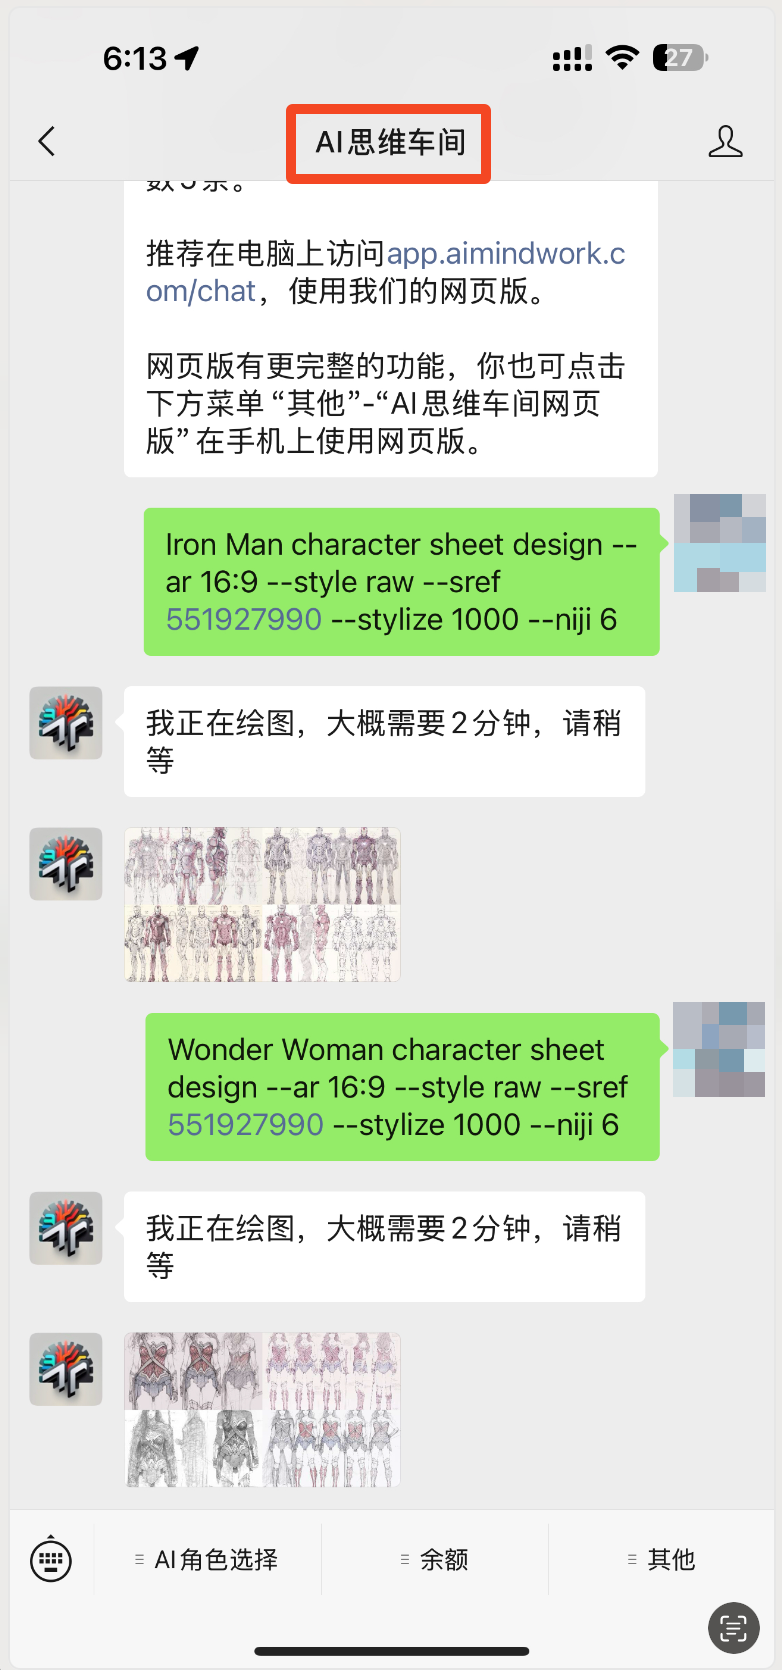 6:13
27
AI思维车间
数5条。
推荐在电脑上访问app.aimindwork.c
om/chat，使用我们的网页版。
网页版有更完整的功能，你也可点击
下方菜单“其他”-“AI思维车间网页
版”在手机上使用网页版。
Iron Man character sheet design --
ar 16:9 --style raw --sref
551927990 --stylize 1000 --niji 6
我正在绘图，大概需要2分钟，请稍
等
Wonder Woman character sheet
design --ar 16:9 --style raw --sref
551927990 --stylize 1000 --niji 6
我正在绘图，大概需要2分钟，请稍
等
AI角色选择
余额
其他